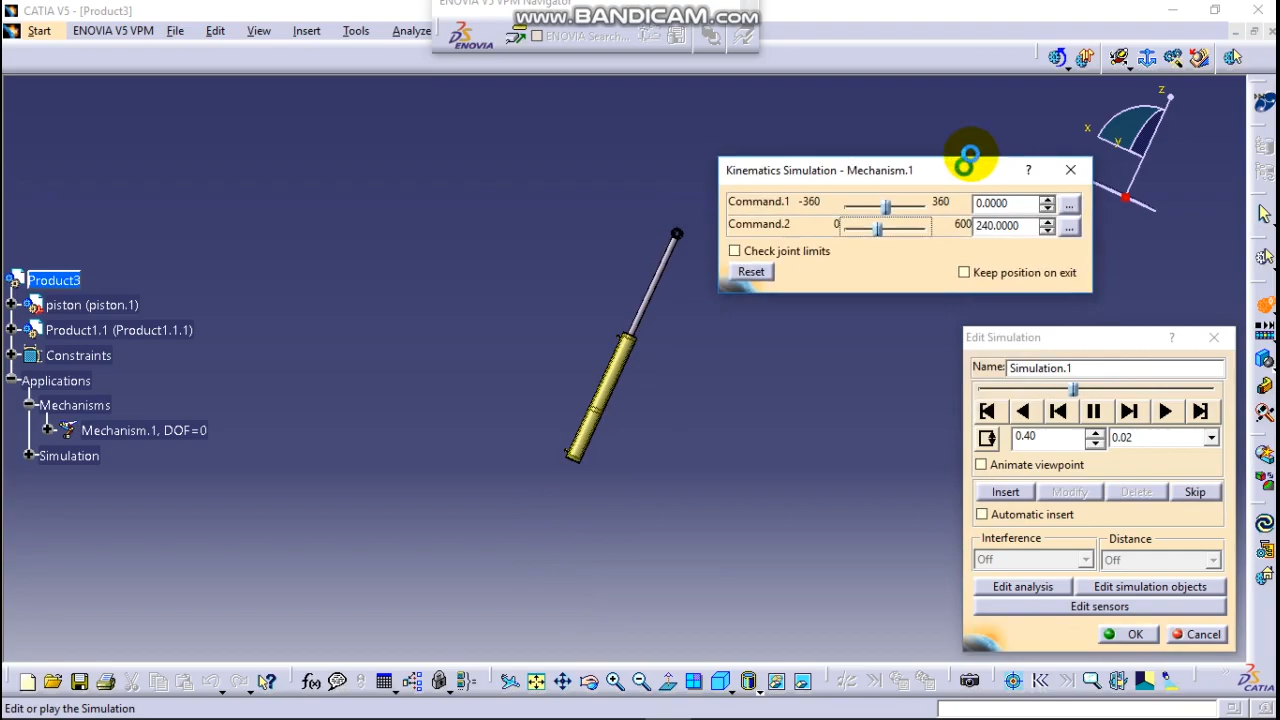 CATIA V5 - [Product3]
ENOVIA V5 VPM Navigator
www.BANDICAM.com
Start
ENOVIA V5 VPM
File
Edit
View
Insert
Tools
Analyze
ENOVIA
ENOVIA Search...
z
x
y
Kinematics Simulation - Mechanism.1
?
Command.1 -360 360 0.0000 ...
Command.2 0 600 240.0000 ...
Check joint limits
Reset
Keep position on exit
Product3
piston (piston.1)
Product1.1 (Product1.1.1)
Constraints
Applications
Mechanisms
Mechanism.1, DOF=0
Simulation
Edit Simulation
?
Name: Simulation.1
0.40 0.02
Animate viewpoint
Insert Modify Delete Skip
Automatic insert
Interference Distance
Off Off
Edit analysis Edit simulation objects
Edit sensors
OK Cancel
f(x)
CATIA
Edit or play the Simulation